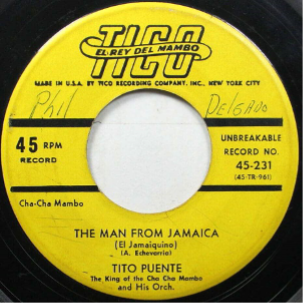 TICO
EL REY DEL MAMBO
MADE IN U.S.A. BY TICO RECORDING COMPANY, INC., NEW YORK CITY
Phil Delgado
45 RPM
RECORD
UNBREAKABLE
RECORD NO.
45-231
(45-TR-961)
Cha-Cha Mambo
THE MAN FROM JAMAICA
(El Jamaiquino)
(A. Echevarria)
TITO PUENTE
The King of the Cha Cha Mambo
and His Orch.